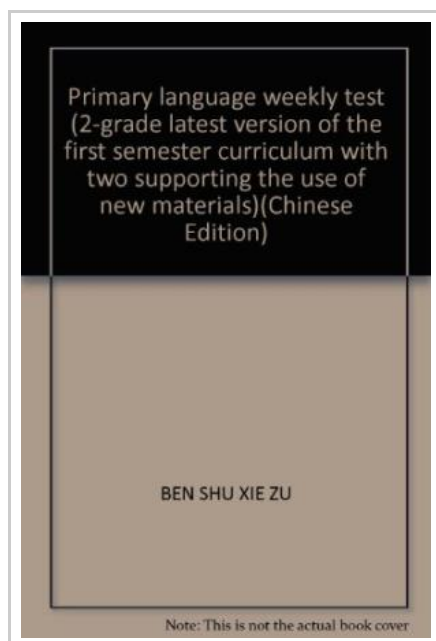 Primary language weekly test
(2-grade latest version of the
first semester curriculum with
two supporting the use of
new materials)(Chinese
Edition)
BEN SHU XIE ZU
Note: This is not the actual book cover